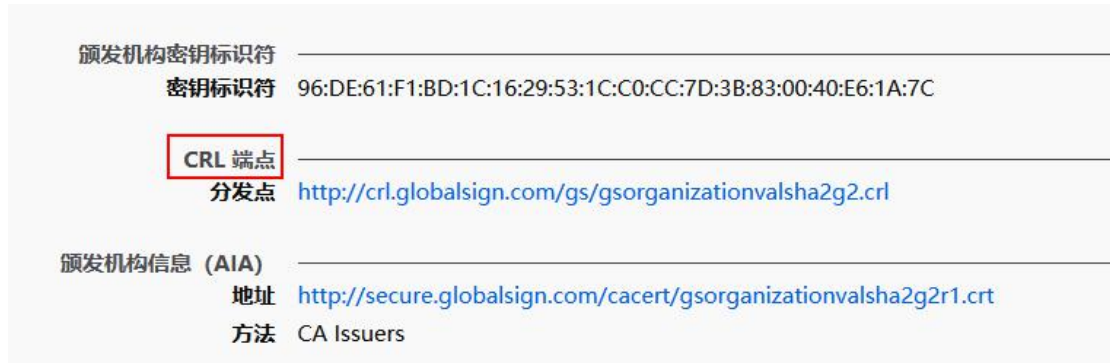 颁发机构密钥标识符
密钥标识符 96:DE:61:F1:BD:1C:16:29:53:1C:C0:CC:7D:3B:83:00:40:E6:1A:7C
CRL 端点
分发点 http://crl.globalsign.com/gs/gsorganizationvalsha2g2.crl
颁发机构信息 (AIA)
地址 http://secure.globalsign.com/cacert/gsorganizationvalsha2g2r1.crt
方法 CA Issuers